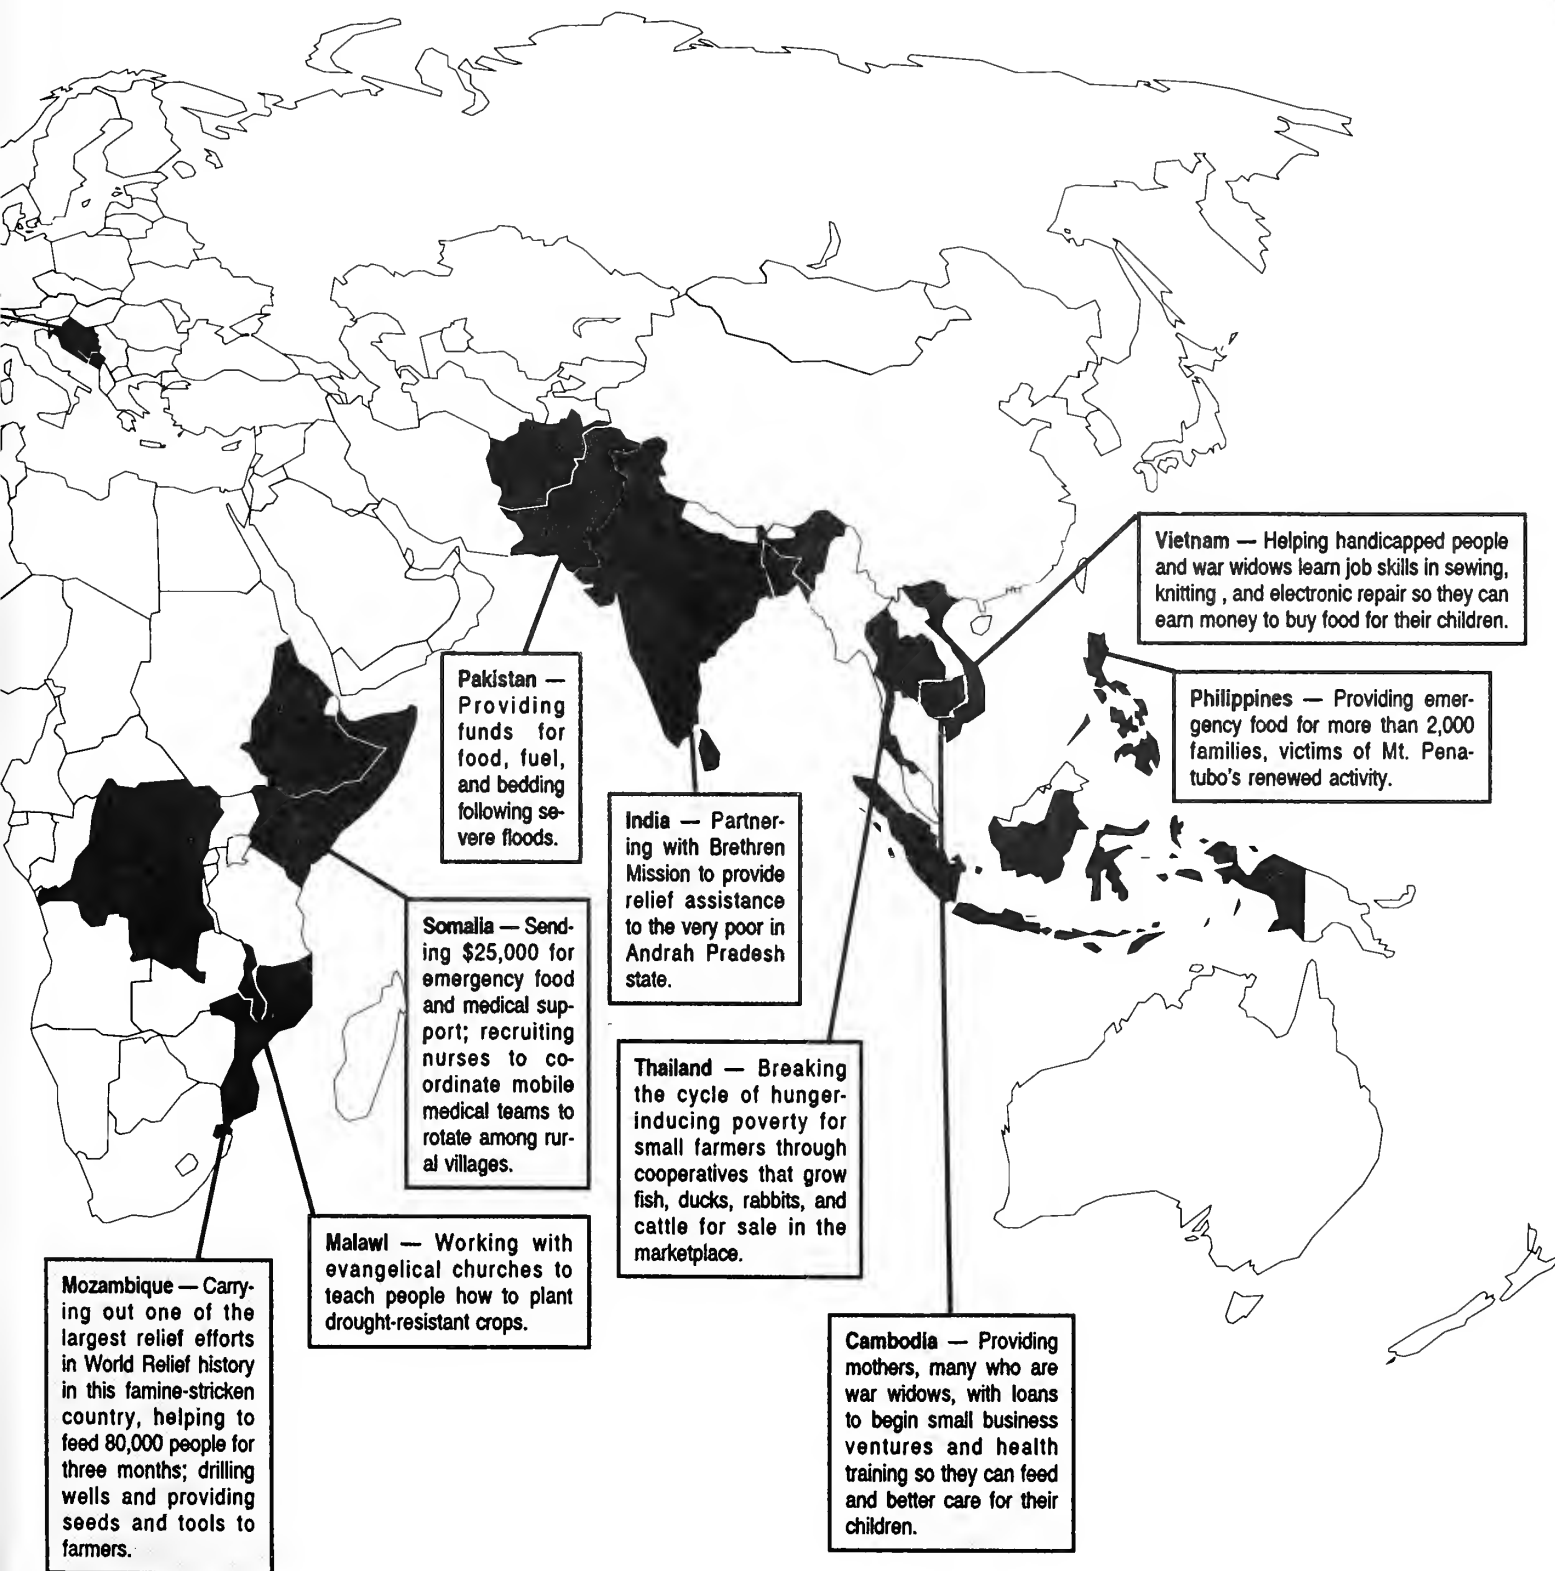 Vietnam — Helping handicapped people
and war widows learn job skills in sewing,
knitting , and electronic repair so they can
earn money to buy food for their children.
Philippines — Providing emer-
gency food for more than 2,000
families, victims of Mt. Pena-
tubo's renewed activity.
Pakistan —
Providing
funds for
food, fuel,
and bedding
following se-
vere floods.
India — Partner-
ing with Brethren
Mission to provide
relief assistance
to the very poor in
Andrah Pradesh
state.
Somalia — Send-
ing $25,000 for
emergency food
and medical sup-
port; recruiting
nurses to co-
ordinate mobile
medical teams to
rotate among rur-
al villages.
Thailand — Breaking
the cycle of hunger-
inducing poverty for
small farmers through
cooperatives that grow
fish, ducks, rabbits, and
cattle for sale in the
marketplace.
Malawi — Working with
evangelical churches to
teach people how to plant
drought-resistant crops.
Mozambique — Carry-
ing out one of the
largest relief efforts
in World Relief history
in this famine-stricken
country, helping to
feed 80,000 people for
three months; drilling
wells and providing
seeds and tools to
farmers.
Cambodia — Providing
mothers, many who are
war widows, with loans
to begin small business
ventures and health
training so they can feed
and better care for their
children.